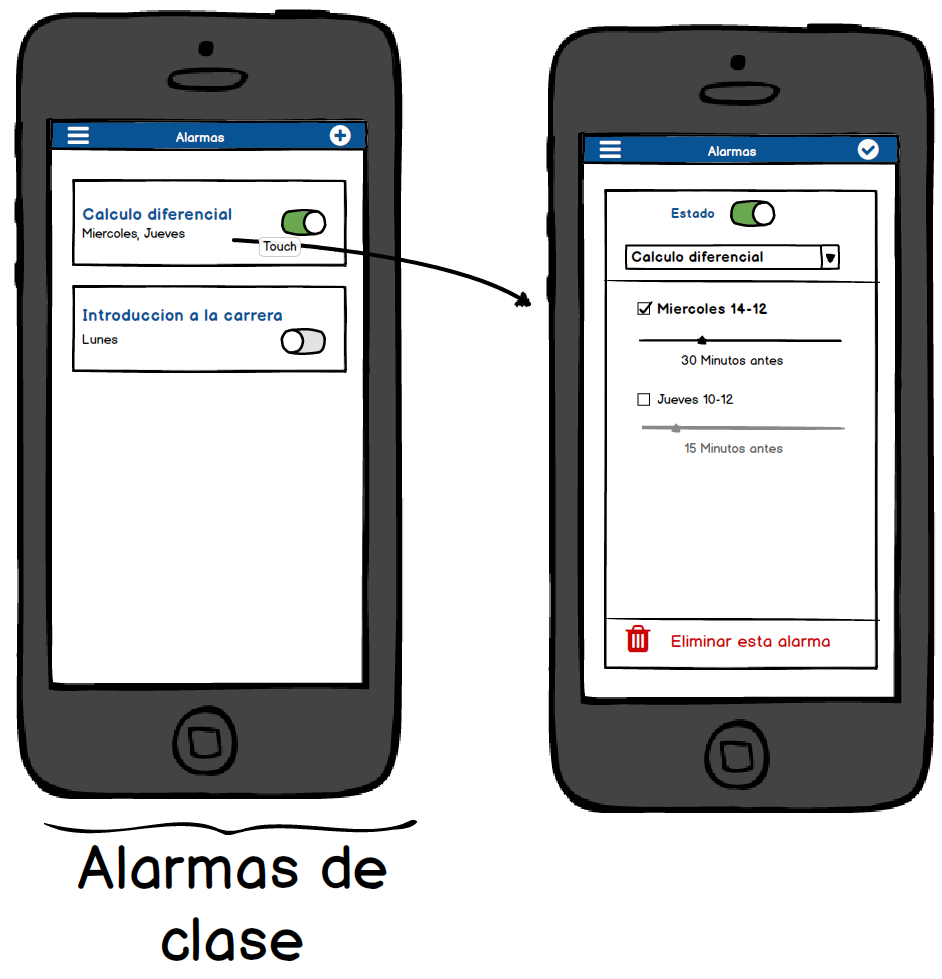 Alarmas
Calculo diferencial
Miercoles, Jueves
Touch
Introduccion a la carrera
Lunes
Alarmas de
clase
Alarmas
Estado
Calculo diferencial
Miercoles 14-12
30 Minutos antes
Jueves 10-12
15 Minutos antes
Eliminar esta alarma